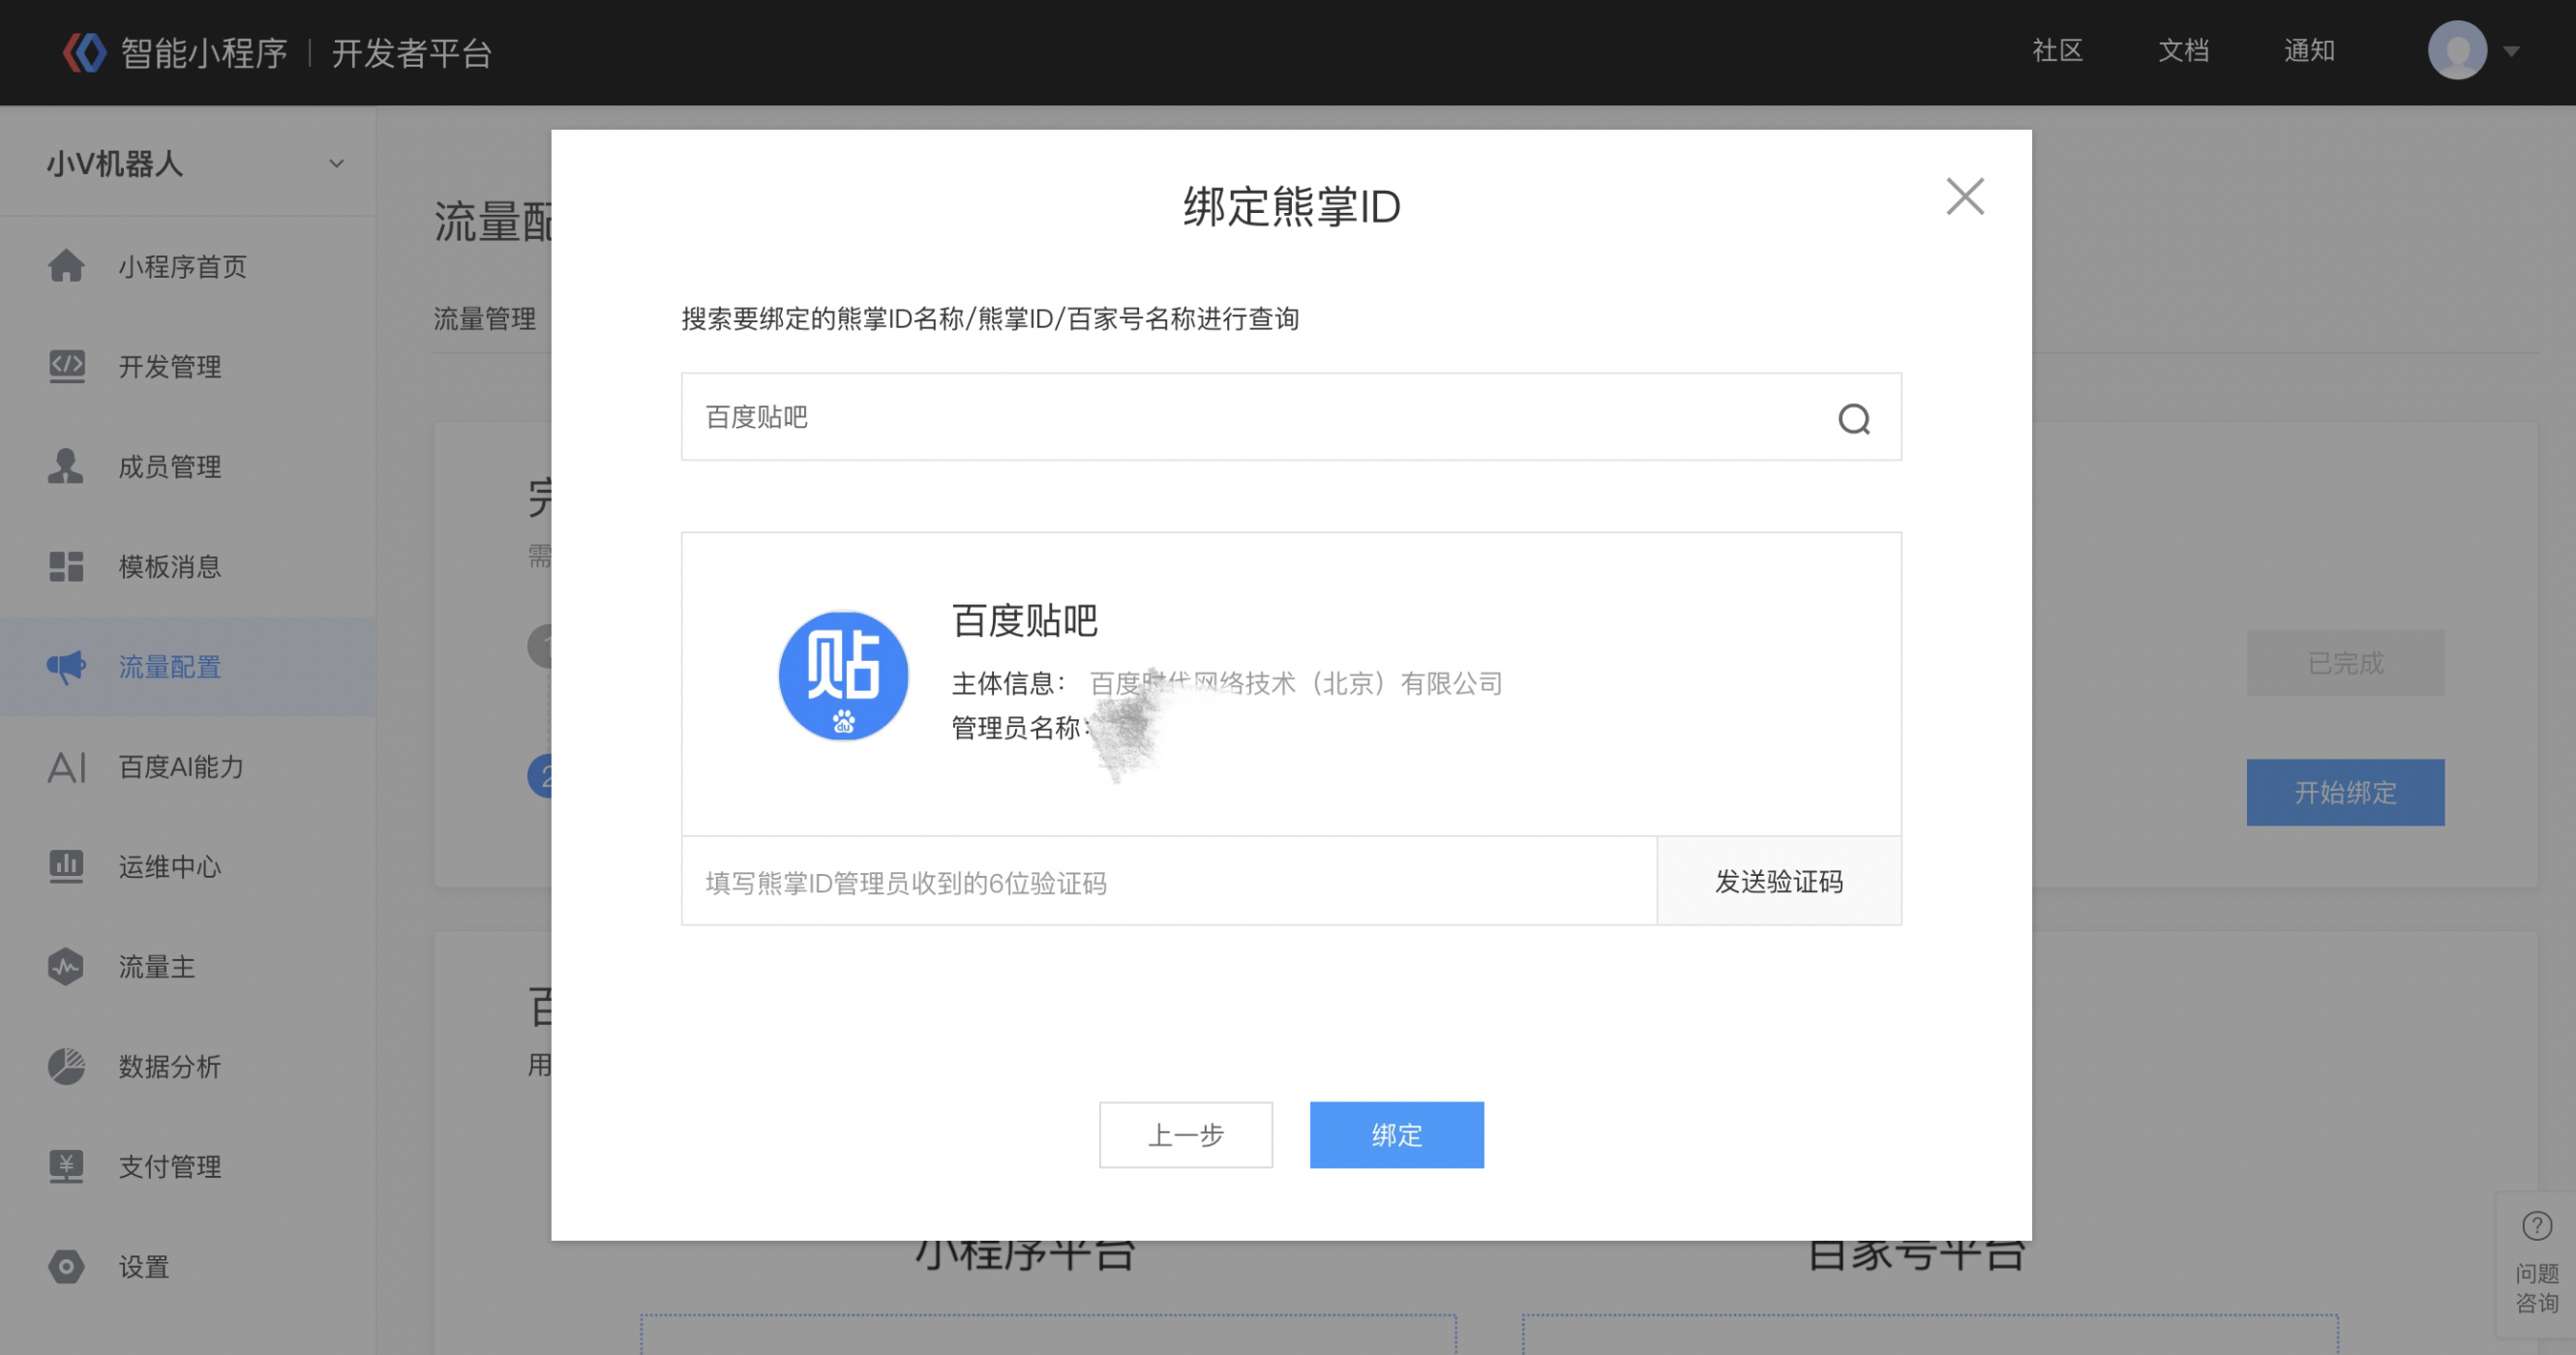 智能小程序 | 开发者平台
社区
文档
通知
小V机器人
小程序首页
开发管理
成员管理
模板消息
流量配置
百度AI能力
运维中心
流量主
数据分析
支付管理
设置
流量配
流量管理
完
需
1
2
已完成
开始绑定
百
用
绑定熊掌ID
搜索要绑定的熊掌ID名称/熊掌ID/百家号名称进行查询
百度贴吧
贴
du
百度贴吧
主体信息： 百度时代网络技术（北京）有限公司
管理员名称:
填写熊掌ID管理员收到的6位验证码
发送验证码
上一步
绑定
小程序平台
百家号平台
问题
咨询